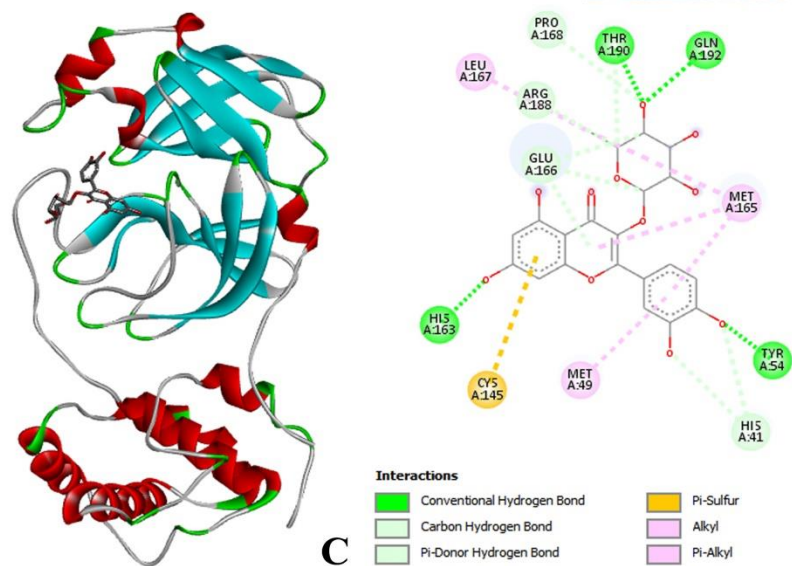 PRO
A:168
THR
A:190
GLN
A:192
LEU
A:167
ARG
A:188
GLU
A:166
MET
A:165
HIS
A:163
CYS
A:145
MET
A:49
TYR
A:54
HIS
A:41
Interactions
Conventional Hydrogen Bond
Carbon Hydrogen Bond
Pi-Donor Hydrogen Bond
Pi-Sulfur
Alkyl
Pi-Alkyl
C